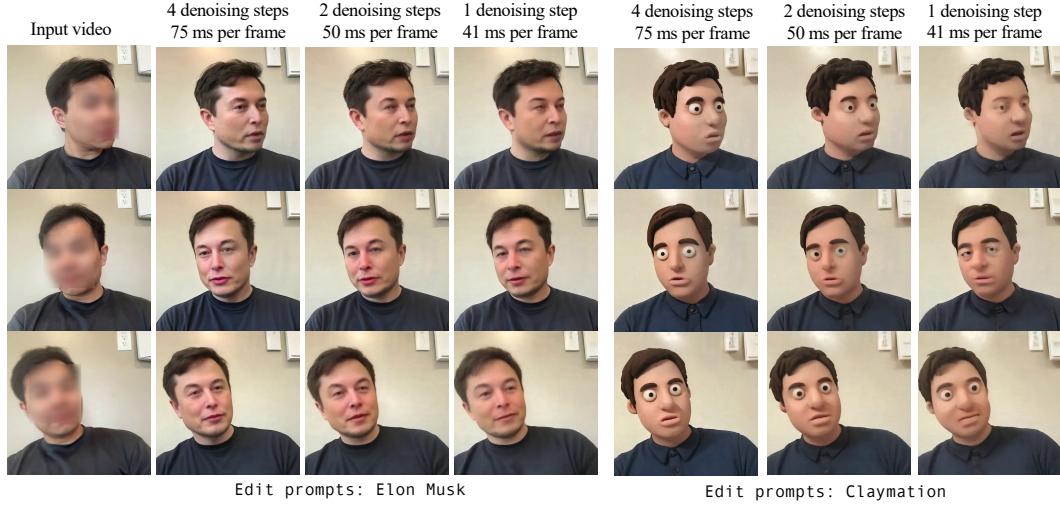 Input video
4 denoising steps
75 ms per frame
2 denoising steps
50 ms per frame
1 denoising step
41 ms per frame
4 denoising steps
75 ms per frame
2 denoising steps
50 ms per frame
1 denoising step
41 ms per frame
Edit prompts: Elon Musk
Edit prompts: Claymation